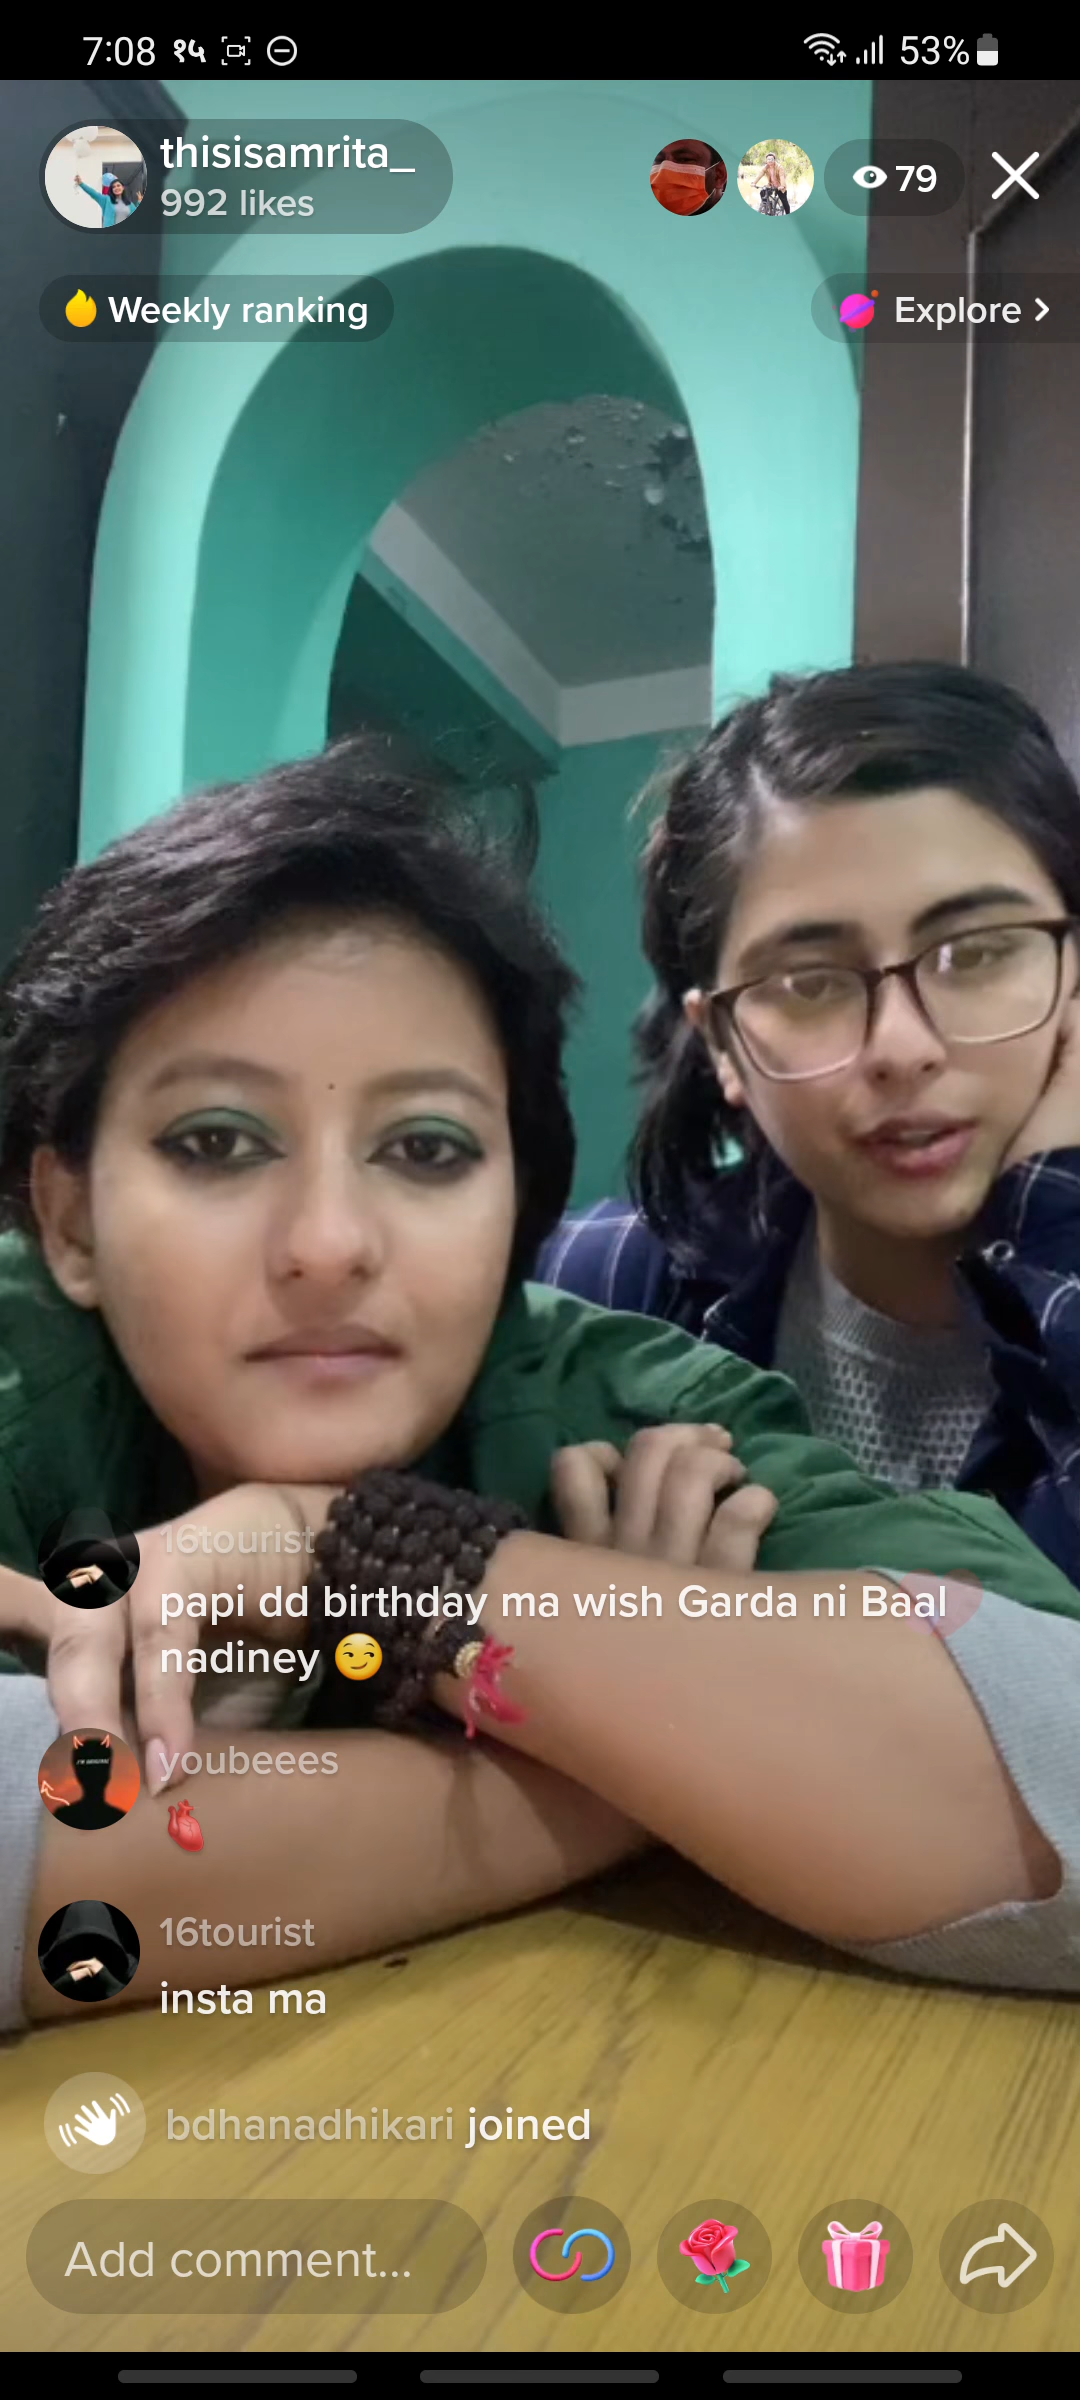 7:08 १५ 53%
thisisamrita_
992 likes
79
Weekly ranking
Explore
16tourist
papi dd birthday ma wish Garda ni Baal
nadiney 😏
youbeees
🫀
16tourist
insta ma
bdhanadhikari joined
Add comment...